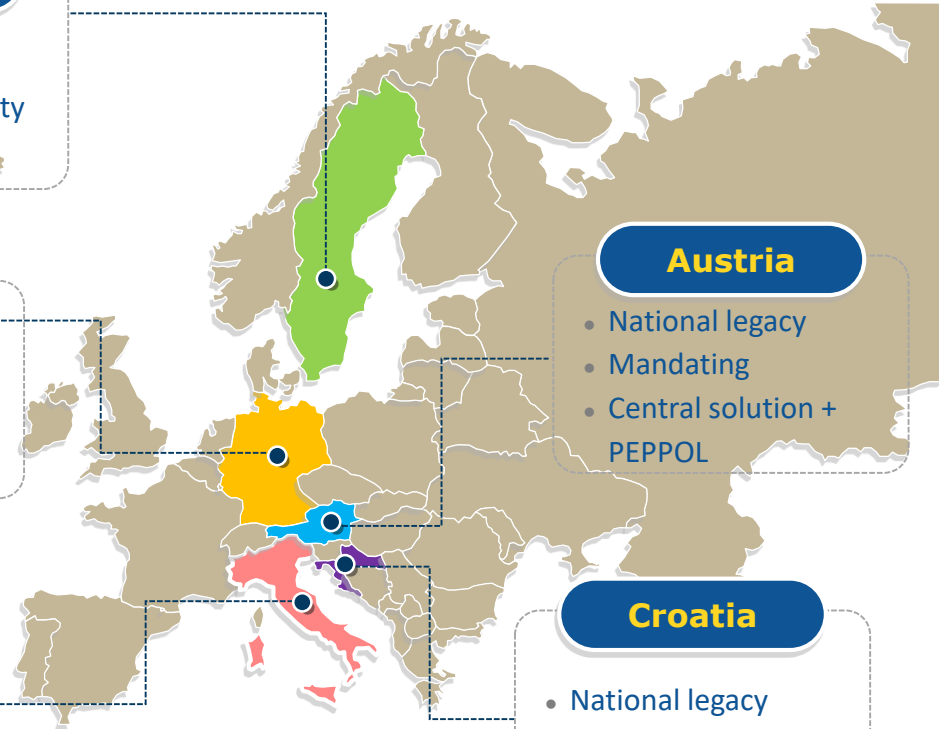 ty
Austria
• National legacy
• Mandating
• Central solution +
PEPPOL
Croatia
• National legacy